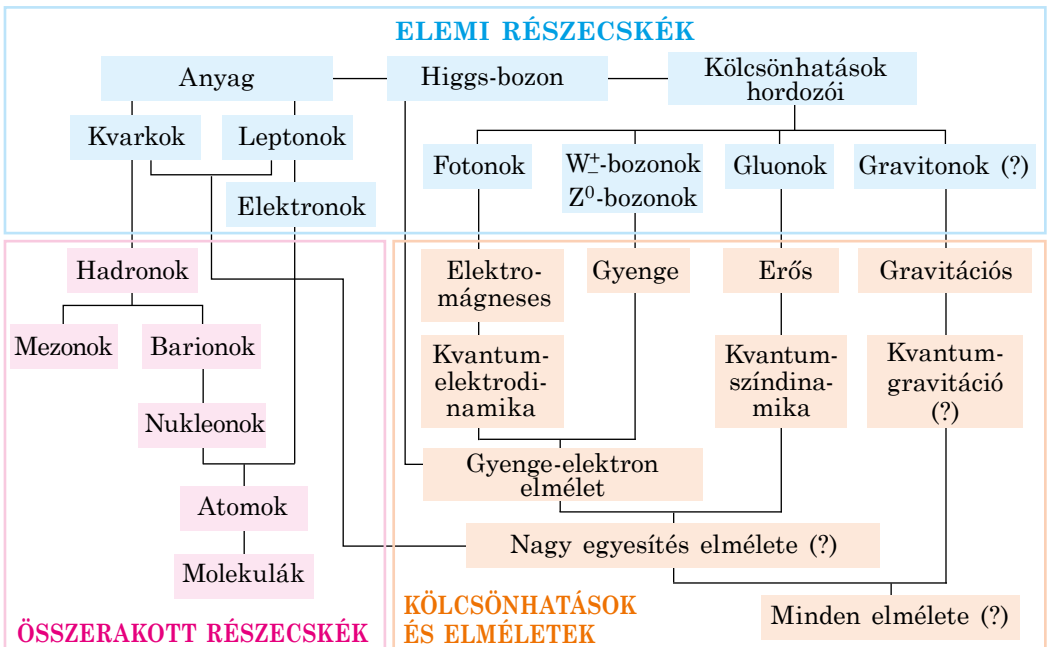 ELEMI RÉSZECSKÉK
Anyag
Higgs-bozon
Kölcsönhatások
hordozói
Kvarkok
Leptonok
Elektronok
Fotonok
W±-bozonok
Z⁰-bozonok
Gluonok
Gravitonok (?)
Hadronok
Mezonok
Barionok
Nukleonok
Atomok
Molekulák
ÖSSZERAKOTT RÉSZECSKÉK
Elektro-
mágneses
Gyenge
Erős
Gravitációs
Kvantum-
elektrodi-
namika
Kvantum-
színdina-
mika
Kvantum-
gravitáció
(?)
Gyenge-elektron
elmélet
Nagy egyesítés elmélete (?)
Minden elmélete (?)
KÖLCSÖNHATÁSOK
ÉS ELMÉLETEK